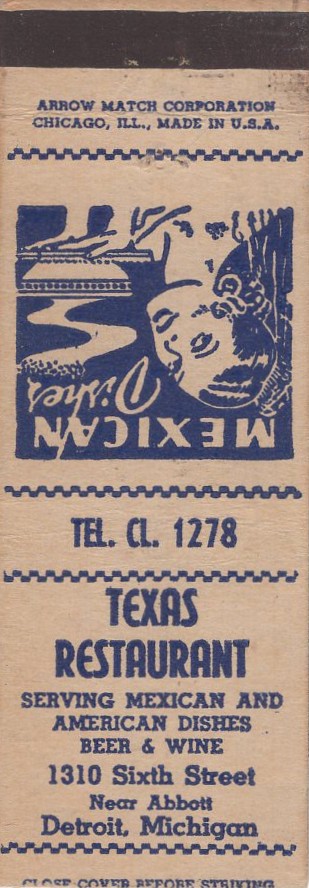 ARROW MATCH CORPORATION
CHICAGO, ILL., MADE IN U.S.A.
MEXICAN
Dishes
TEL. CL. 1278
TEXAS
RESTAURANT
SERVING MEXICAN AND
AMERICAN DISHES
BEER & WINE
1310 Sixth Street
Near Abbott
Detroit, Michigan
CLOSE COVER BEFORE STRIKING